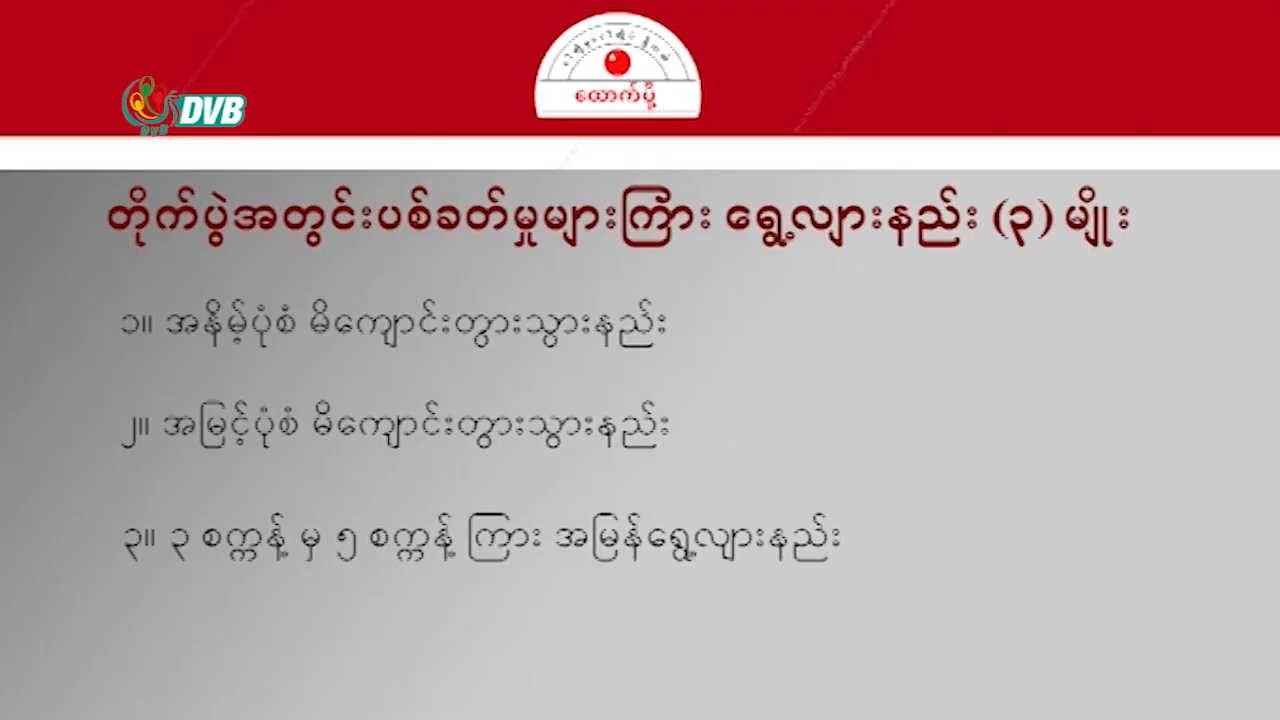 DVB
DVB
ထောက်ပို့
တိုက်ပွဲအတွင်းပစ်ခတ်မှုများကြား ရွှေ့လျားနည်း (၃) မျိုး
၁။ အနိမ့်ပုံစံ မိကျောင်းတွားသွားနည်း
၂။ အမြင့်ပုံစံ မိကျောင်းတွားသွားနည်း
၃။ ၃ စက္ကန့် မှ ၅ စက္ကန့် ကြား အမြန်ရွှေ့လျားနည်း